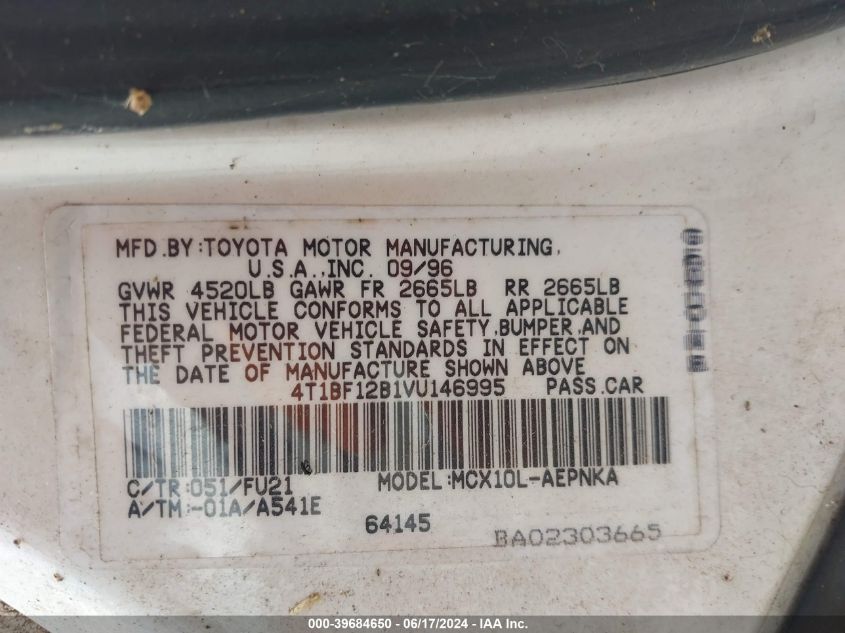 MFD.BY:TOYOTA MOTOR MANUFACTURING,
U.S.A.,INC. 09/96
GVWR 4520LB GAWR FR 2665LB RR 2665LB
THIS VEHICLE CONFORMS TO ALL APPLICABLE
FEDERAL MOTOR VEHICLE SAFETY,BUMPER,AND
THEFT PREVENTION STANDARDS IN EFFECT ON
THE DATE OF MANUFACTURE SHOWN ABOVE
4T1BF12B1VU146995 PASS.CAR
C/TR:051/FU21 MODEL:MCX10L-AEPNKA
A/TM:-01A/A541E
64145
BA02303665
000-39684650 - 06/17/2024 - IAA Inc.